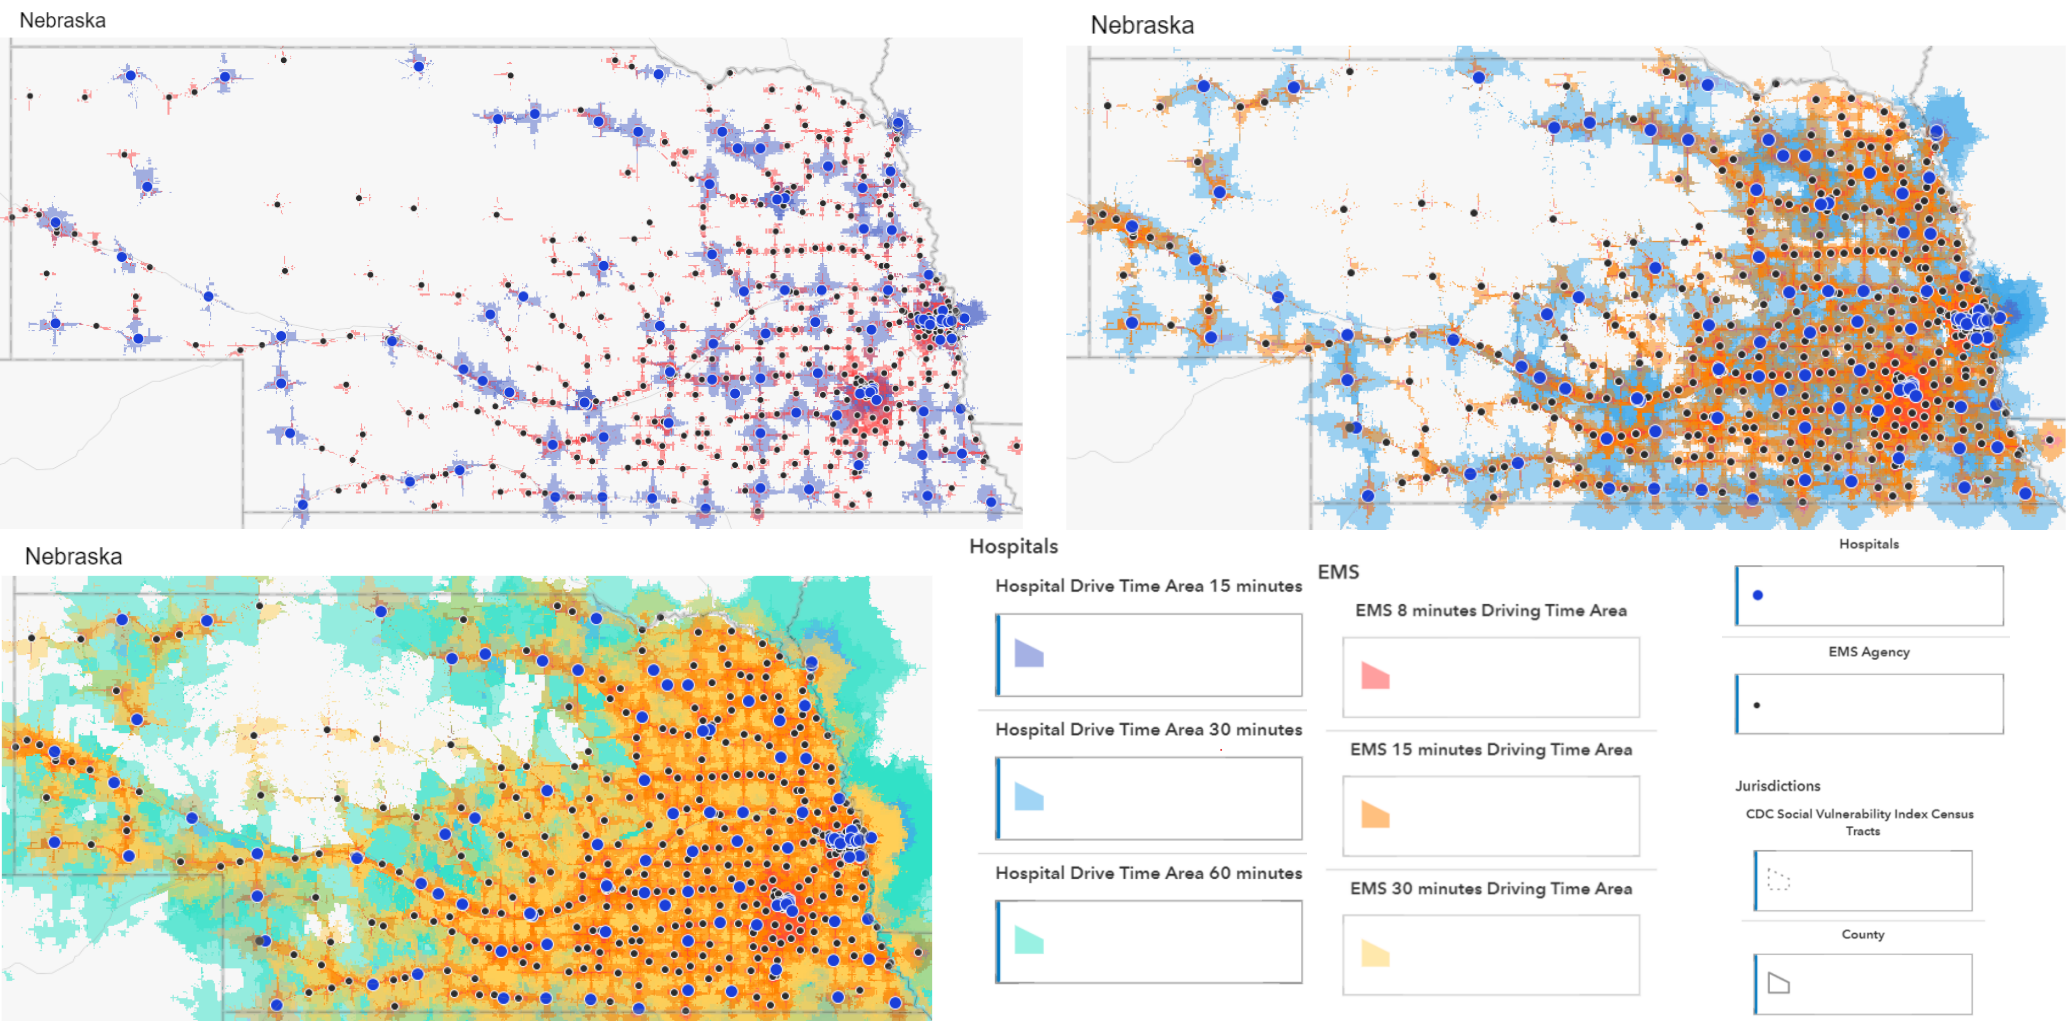 Nebraska
Nebraska
Nebraska
Hospitals
Hospital Drive Time Area 15 minutes
Hospital Drive Time Area 30 minutes
Hospital Drive Time Area 60 minutes
EMS
EMS 8 minutes Driving Time Area
EMS 15 minutes Driving Time Area
EMS 30 minutes Driving Time Area
Hospitals
EMS Agency
Jurisdictions
CDC Social Vulnerability Index Census
Tracts
County